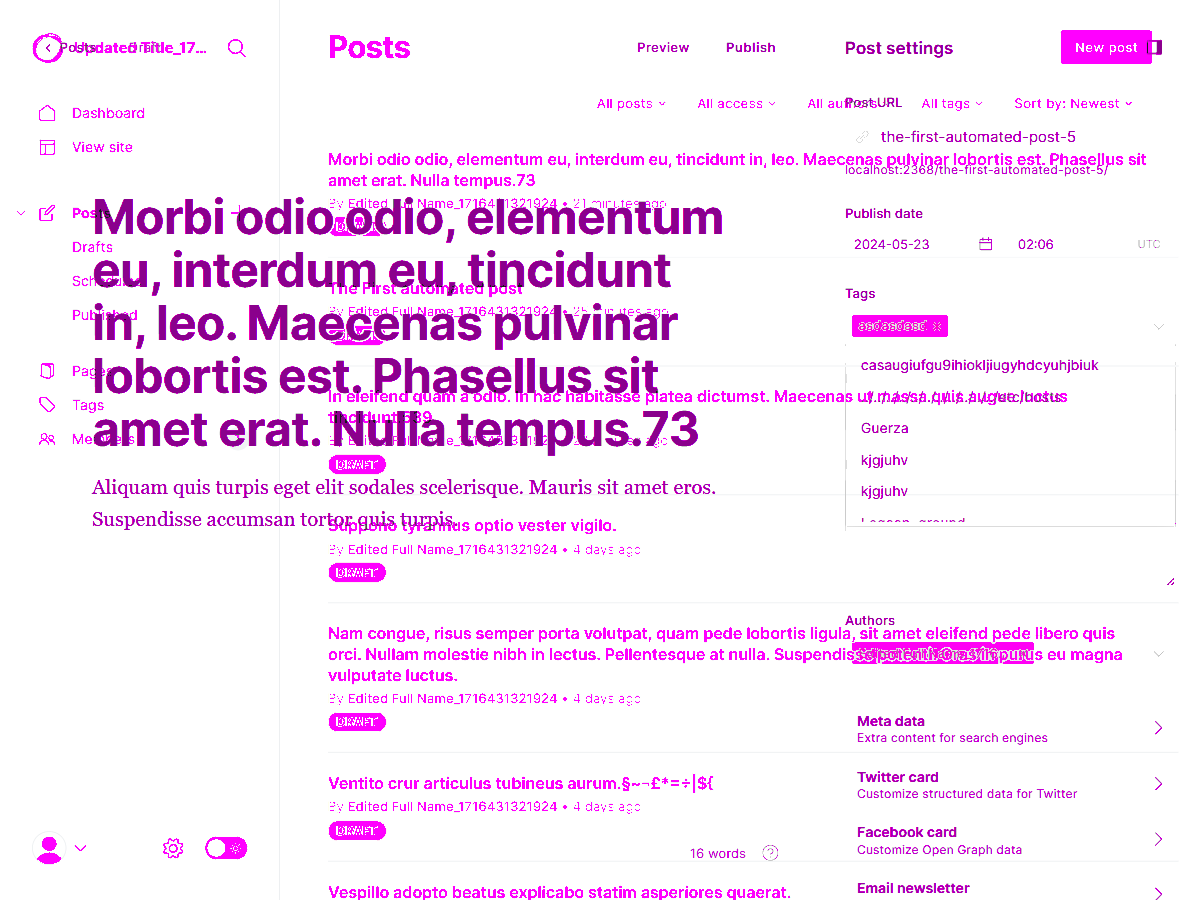 Posts
Updated Title_17...
Posts
Preview
Publish
Post settings
New post
All posts
All access
All authors
All tags
Sort by: Newest
Post URL
the-first-automated-post-5
localhost:2368/the-first-automated-post-5/
Dashboard
View site
Posts
Drafts
Scheduled
Published
Pages
Tags
Members
Morbi odio odio, elementum eu, interdum eu, tincidunt in, leo. Maecenas pulvinar lobortis est. Phasellus sit
amet erat. Nulla tempus.73
By Edited Full Name_1716431321924 • 21 minutes ago
Morbi odio odio, elementum
eu, interdum eu, tincidunt
in, leo. Maecenas pulvinar
lobortis est. Phasellus sit
amet erat. Nulla tempus.73
Aliquam quis turpis eget elit sodales scelerisque. Mauris sit amet eros.
Suspendisse accumsan tortor quis turpis.
The First automated post
By Edited Full Name_1716431321924 • 25 minutes ago
In eleifend quam a odio. In hac habitasse platea dictumst. Maecenas ut massa quis augue luctus
tincidunt
DRAFT
Suppono tyrannus optio vester vigilo.
By Edited Full Name_1716431321924 • 4 days ago
DRAFT
Nam congue, risus semper porta volutpat, quam pede lobortis ligula, sit amet eleifend pede libero quis
orci. Nullam molestie nibh in lectus. Pellentesque at nulla. Suspendisse potenti. Cras in purus eu magna
vulputate luctus.
By Edited Full Name_1716431321924 • 4 days ago
DRAFT
Ventito crur articulus tubineus aurum.§~¬£*=÷|${
By Edited Full Name_1716431321924 • 4 days ago
DRAFT
16 words
Vespillo adopto beatus explicabo statim asperiores quaerat.
Publish date
2024-05-23
02:06
UTC
Tags
asdasdasd ×
casaugiufgu9ihiokljiugyhdcyuhjbiuk
Guerza
kjgjuhv
kjgjuhv
Authors
Meta data
Extra content for search engines
Twitter card
Customize structured data for Twitter
Facebook card
Customize Open Graph data
Email newsletter